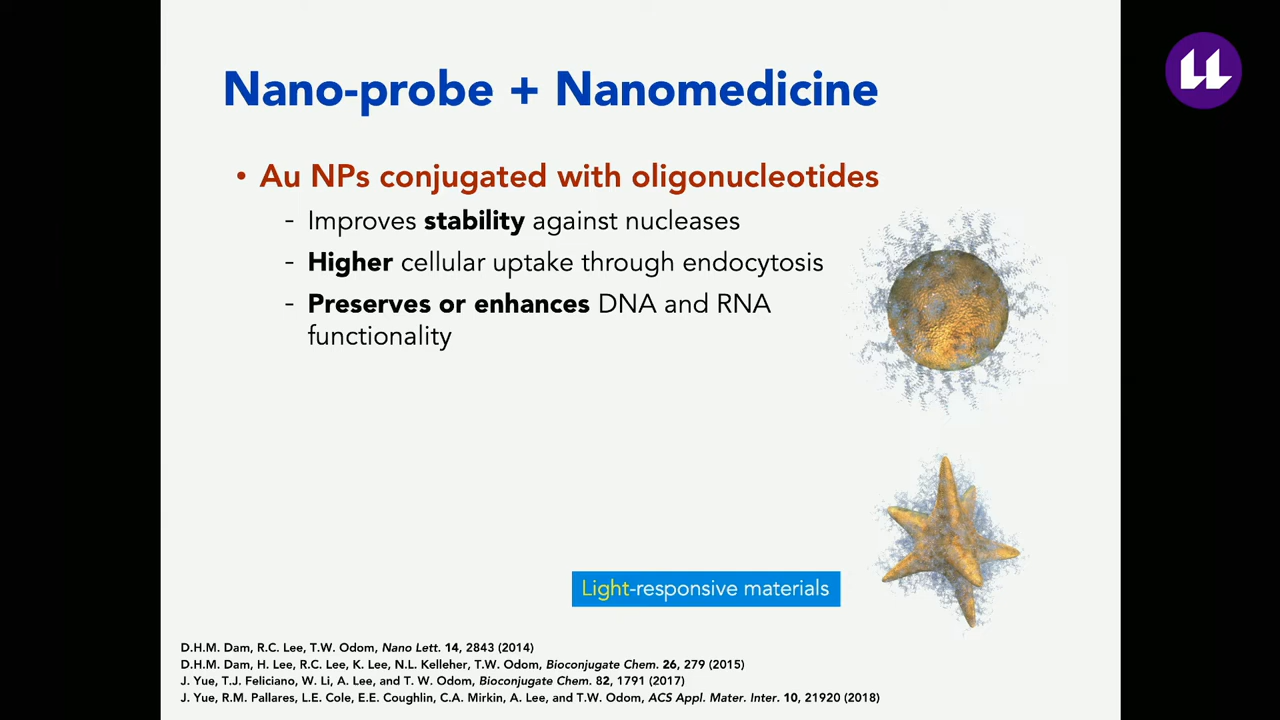 Nano-probe + Nanomedicine
• Au NPs conjugated with oligonucleotides
- Improves stability against nucleases
- Higher cellular uptake through endocytosis
- Preserves or enhances DNA and RNA
functionality
Light-responsive materials
D.H.M. Dam, R.C. Lee, T.W. Odom, Nano Lett. 14, 2843 (2014)
D.H.M. Dam, H. Lee, R.C. Lee, K. Lee, N.L. Kelleher, T.W. Odom, Bioconjugate Chem. 26, 279 (2015)
J. Yue, T.J. Feliciano, W. Li, A. Lee, and T. W. Odom, Bioconjugate Chem. 82, 1791 (2017)
J. Yue, R.M. Pallares, L.E. Cole, E.E. Coughlin, C.A. Mirkin, A. Lee, and T.W. Odom, ACS Appl. Mater. Inter. 10, 21920 (2018)